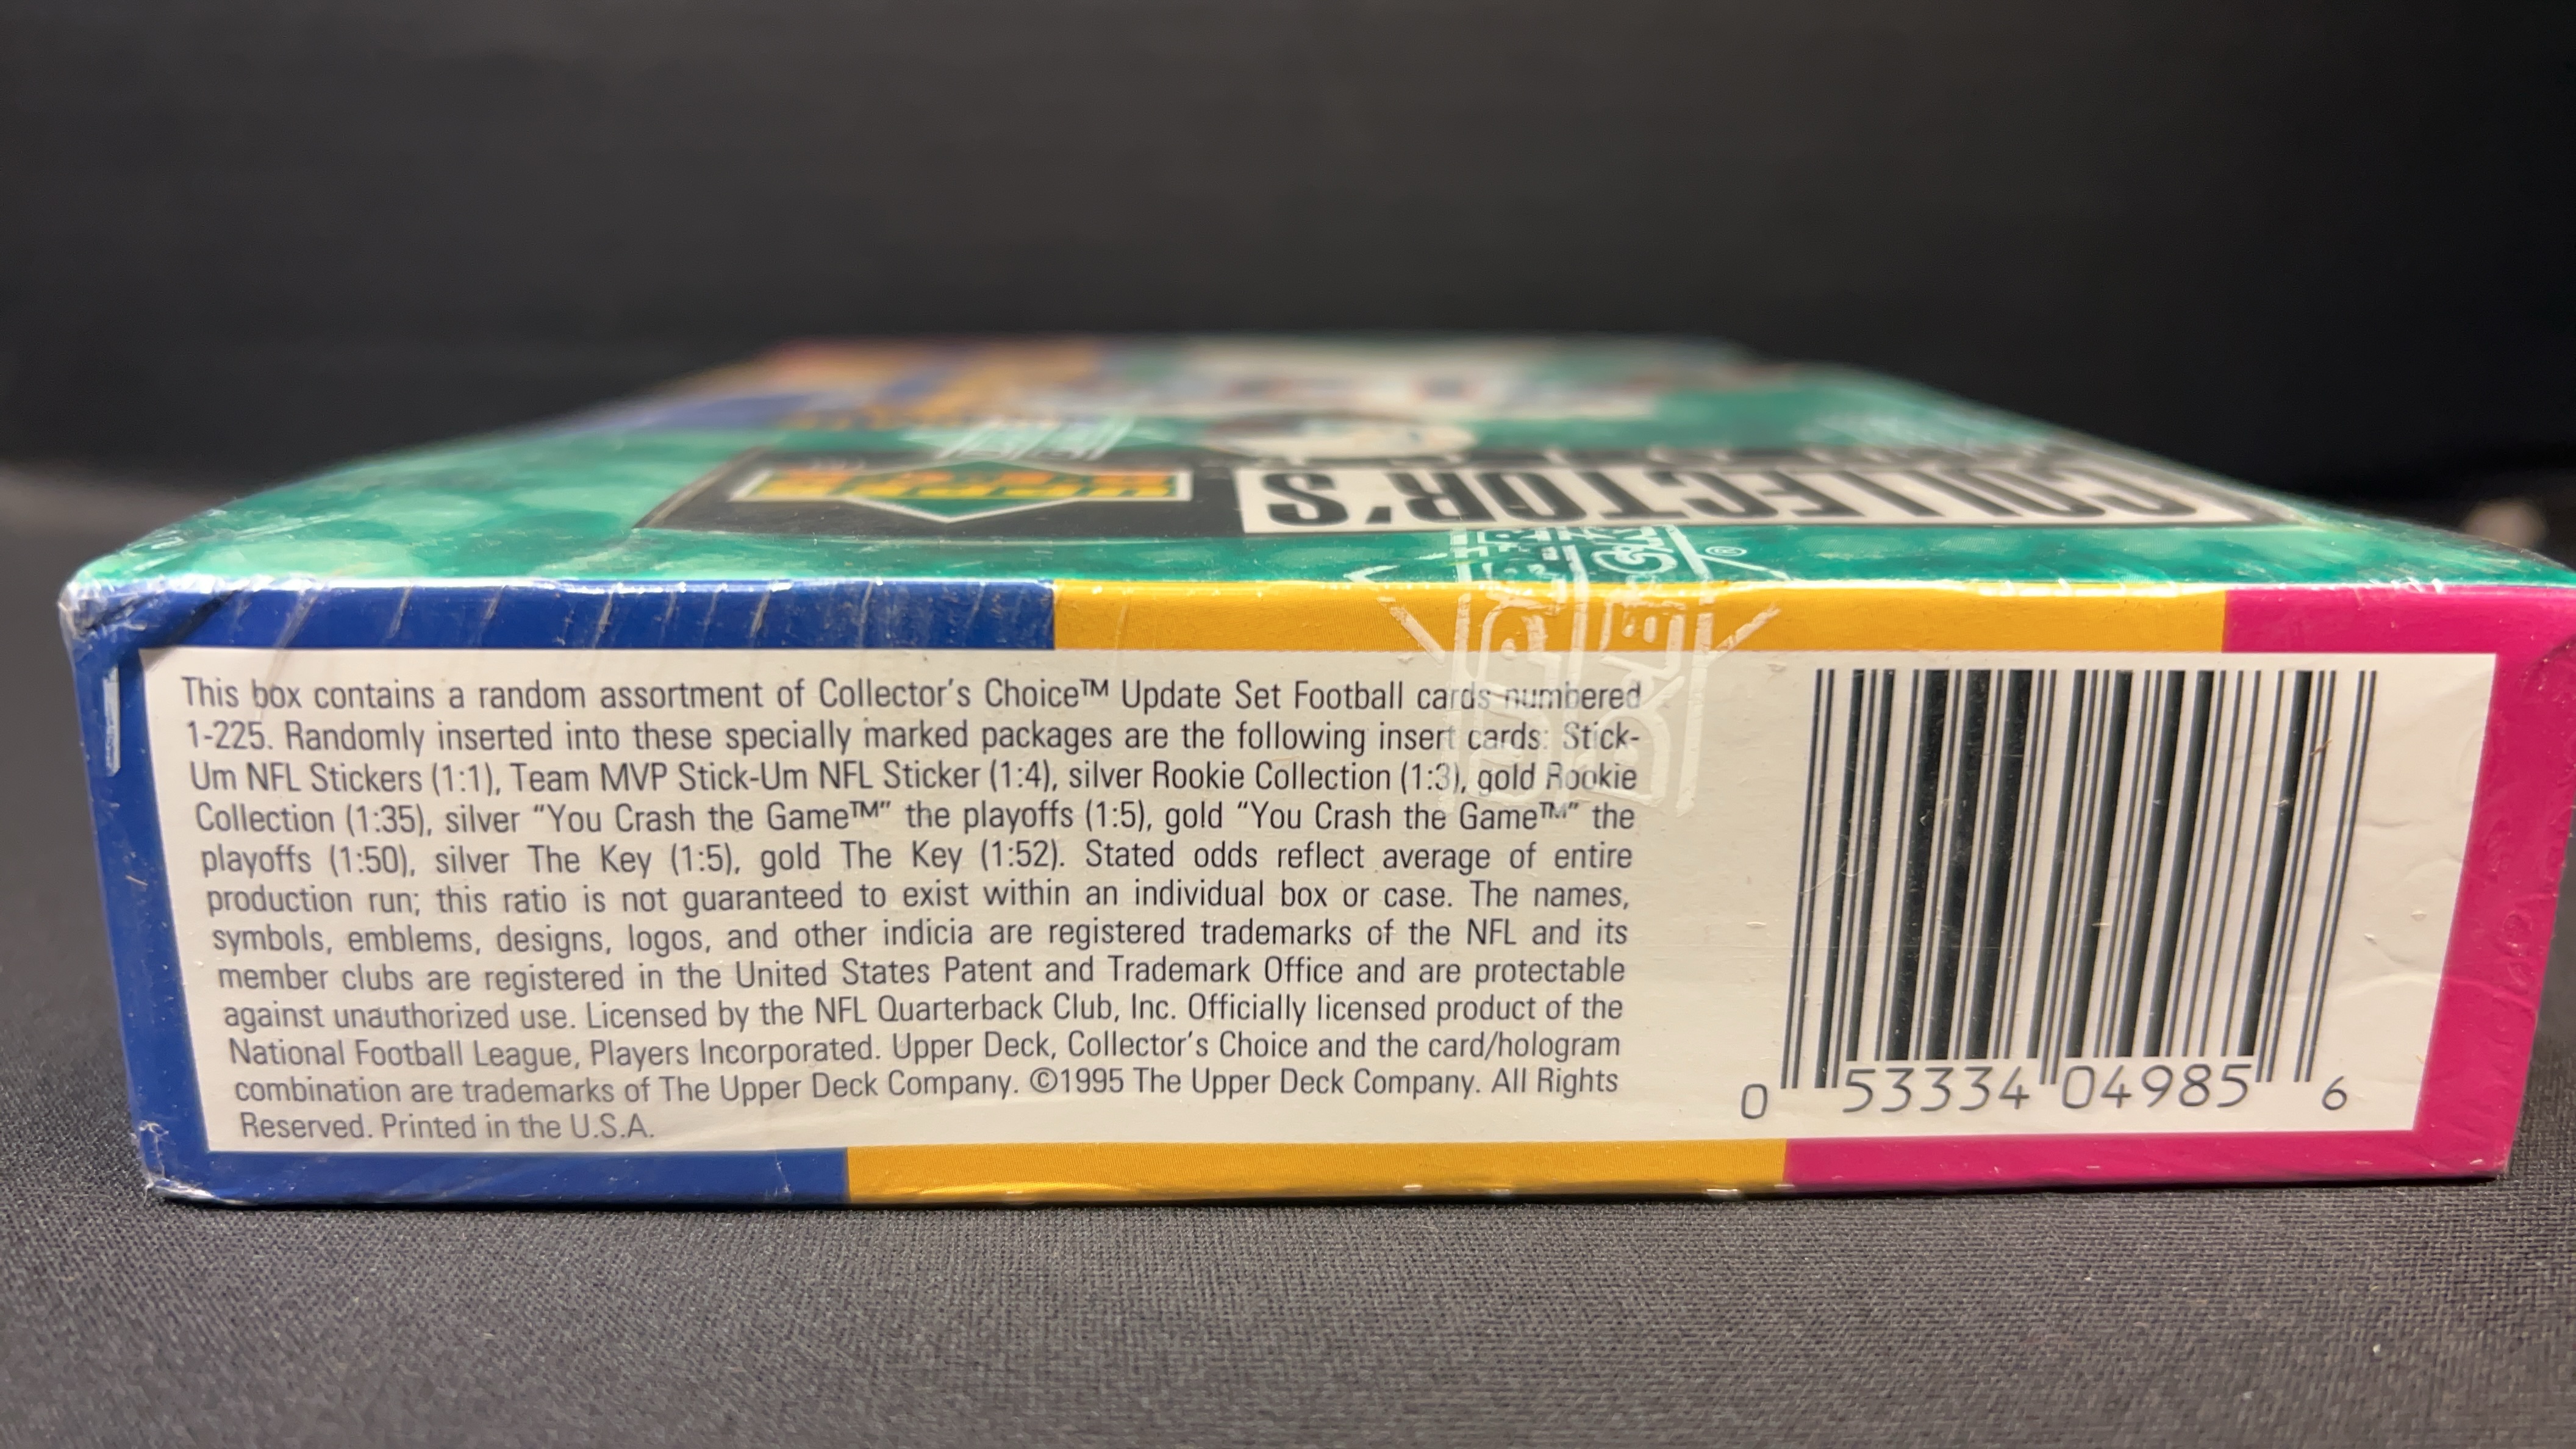 UPPER
DECK
COLLECTOR'S
This box contains a random assortment of Collector's Choice™ Update Set Football cards numbered
1-225. Randomly inserted into these specially marked packages are the following insert cards: Stick-
Um NFL Stickers (1:1), Team MVP Stick-Um NFL Sticker (1:4), silver Rookie Collection (1:3), gold Rookie
Collection (1:35), silver “You Crash the Game™” the playoffs (1:5), gold “You Crash the Game™” the
playoffs (1:50), silver The Key (1:5), gold The Key (1:52). Stated odds reflect average of entire
production run; this ratio is not guaranteed to exist within an individual box or case. The names,
symbols, emblems, designs, logos, and other indicia are registered trademarks of the NFL and its
member clubs are registered in the United States Patent and Trademark Office and are protectable
against unauthorized use. Licensed by the NFL Quarterback Club, Inc. Officially licensed product of the
National Football League, Players Incorporated. Upper Deck, Collector's Choice and the card/hologram
combination are trademarks of The Upper Deck Company. ©1995 The Upper Deck Company. All Rights
Reserved. Printed in the U.S.A.
0 53334 04985 6